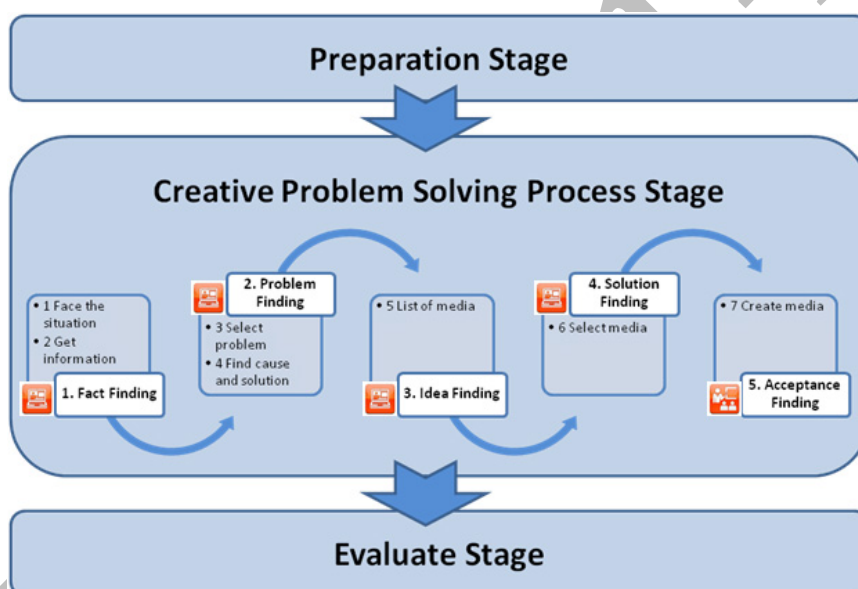 Preparation Stage
Creative Problem Solving Process Stage
• 1 Face the
situation
• 2 Get
information
1. Fact Finding
2. Problem
Finding
• 3 Select
problem
• 4 Find cause
and solution
• 5 List of media
3. Idea Finding
4. Solution
Finding
• 6 Select media
• 7 Create media
5. Acceptance
Finding
Evaluate Stage